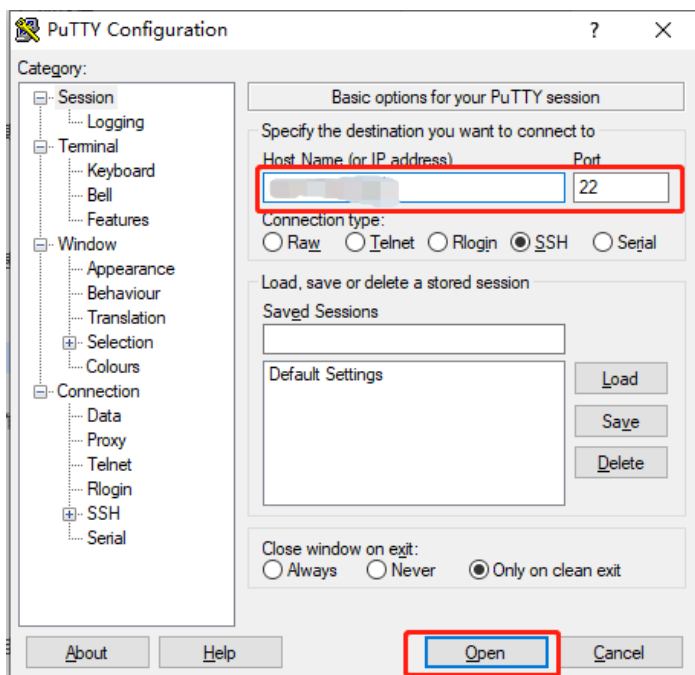 PuTTY Configuration
?
Category:
Session
Logging
Terminal
Keyboard
Bell
Features
Window
Appearance
Behaviour
Translation
Selection
Colours
Connection
Data
Proxy
Telnet
Rlogin
SSH
Serial
Basic options for your PuTTY session
Specify the destination you want to connect to
Host Name (or IP address) Port
22
Connection type:
Raw Telnet Rlogin SSH Serial
Load, save or delete a stored session
Saved Sessions
Default Settings
Load
Save
Delete
Close window on exit:
Always Never Only on clean exit
About Help Open Cancel